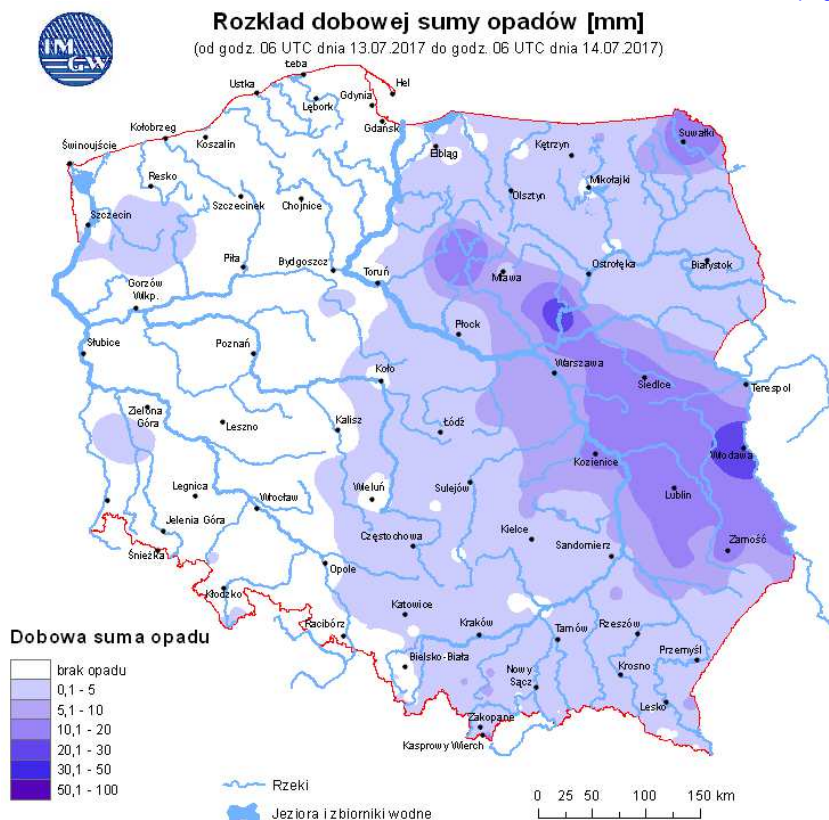 IM
GW
Rozkład dobowej sumy opadów [mm]
(od godz. 06 UTC dnia 13.07.2017 do godz. 06 UTC dnia 14.07.2017)
Łeba
Ustka
Hel
Lębork
Gdynia
Gdańsk
Kołobrzeg
Koszalin
Świnoujście
Resko
Szczecinek
Chojnice
Elbląg
Kętrzyn
Suwałki
Mikołajki
Olsztyn
Szczecin
Piła
Bydgoszcz
Toruń
Mława
Ostrołęka
Białystok
Gorzów
Wlkp.
Płock
Słubice
Poznań
Koło
Warszawa
Siedlce
Terespol
Zielona
Góra
Leszno
Kalisz
Łódź
Kozienice
Włodawa
Legnica
Wrocław
Wieluń
Sulejów
Lublin
Jelenia Góra
Śnieżka
Częstochowa
Kielce
Sandomierz
Zamość
Kłodzko
Opole
Racibórz
Katowice
Kraków
Tarnów
Rzeszów
Przemyśl
Bielsko-Biała
Nowy
Sącz
Krosno
Lesko
Zakopane
Kasprowy Wierch
Dobowa suma opadu
brak opadu
0,1 - 5
5,1 - 10
10,1 - 20
20,1 - 30
30,1 - 50
50,1 - 100
Rzeki
Jeziora i zbiorniki wodne
0 25 50 100 150 km